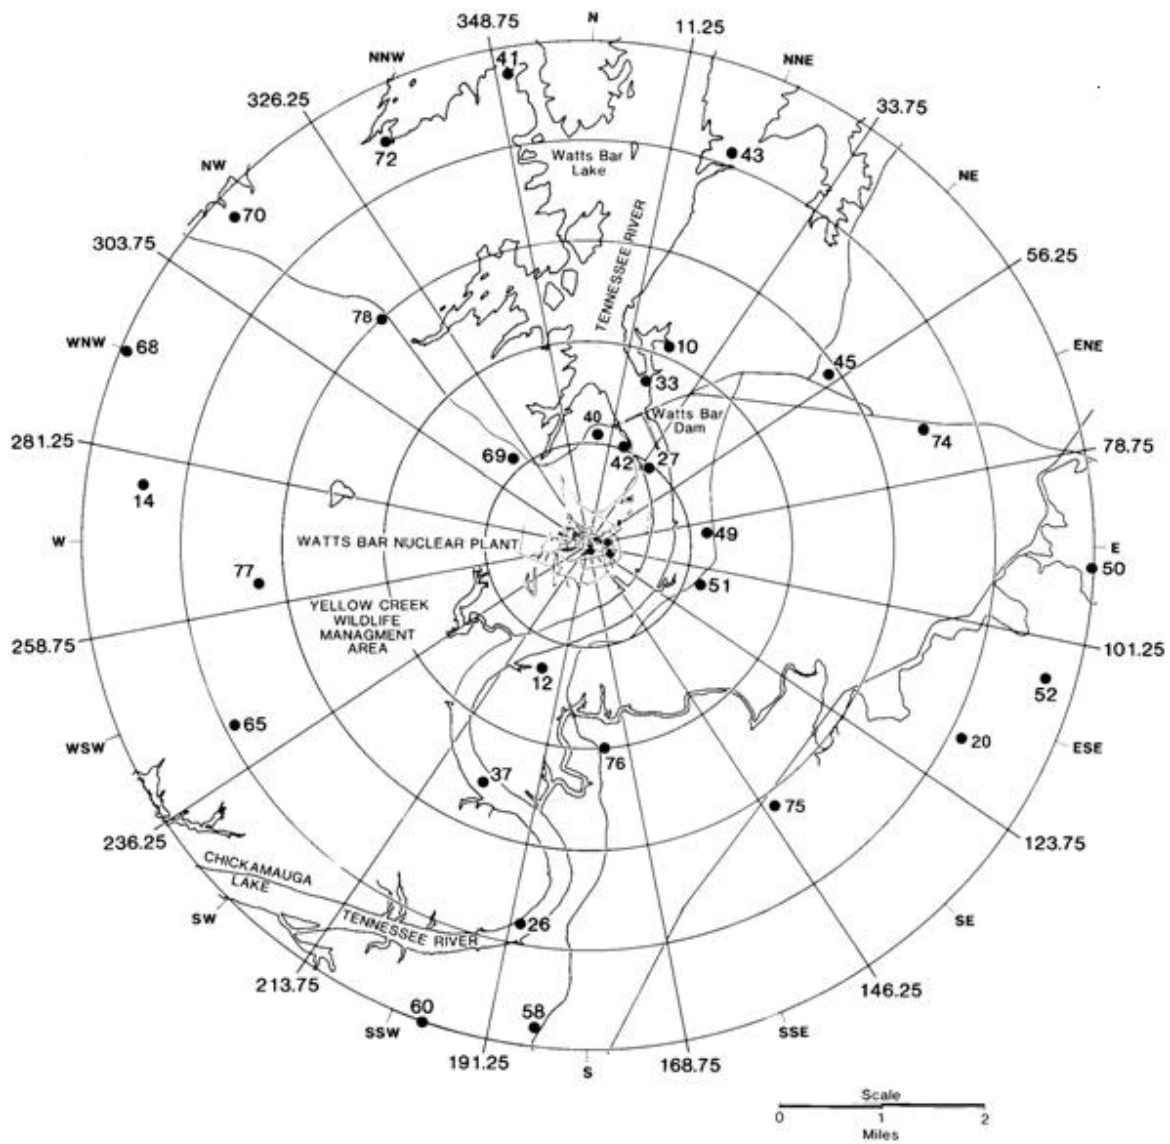 348.75
N
11.25
NNW
41
NNE
326.25
33.75
72
43
NW
Watts Bar
Lake
NE
70
303.75
TENNESSEE RIVER
56.25
78
WNW
68
10
ENE
45
33
40
Watts Bar
Dam
281.25
74
78.75
69
42
27
14
W
WATTS BAR NUCLEAR PLANT
49
E
50
77
51
YELLOW CREEK
WILDLIFE
MANAGMENT
AREA
258.75
101.25
12
52
65
WSW
20
ESE
76
37
75
236.25
123.75
CHICKAMAUGA
LAKE
SW
TENNESSEE RIVER
26
SE
213.75
146.25
60
58
SSW
SSE
191.25
S
168.75
Scale
0
1
2
Miles